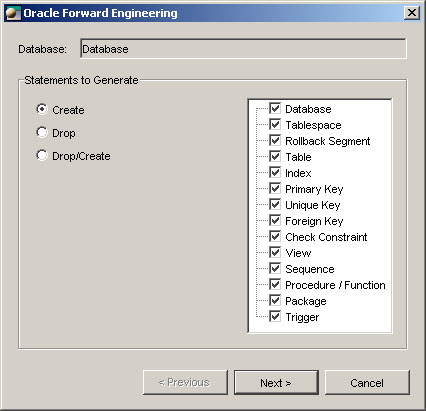 Oracle Forward Engineering
Database: Database
Statements to Generate
Create
Drop
Drop/Create
Database
Tablespace
Rollback Segment
Table
Index
Primary Key
Unique Key
Foreign Key
Check Constraint
View
Sequence
Procedure / Function
Package
Trigger
< Previous Next > Cancel